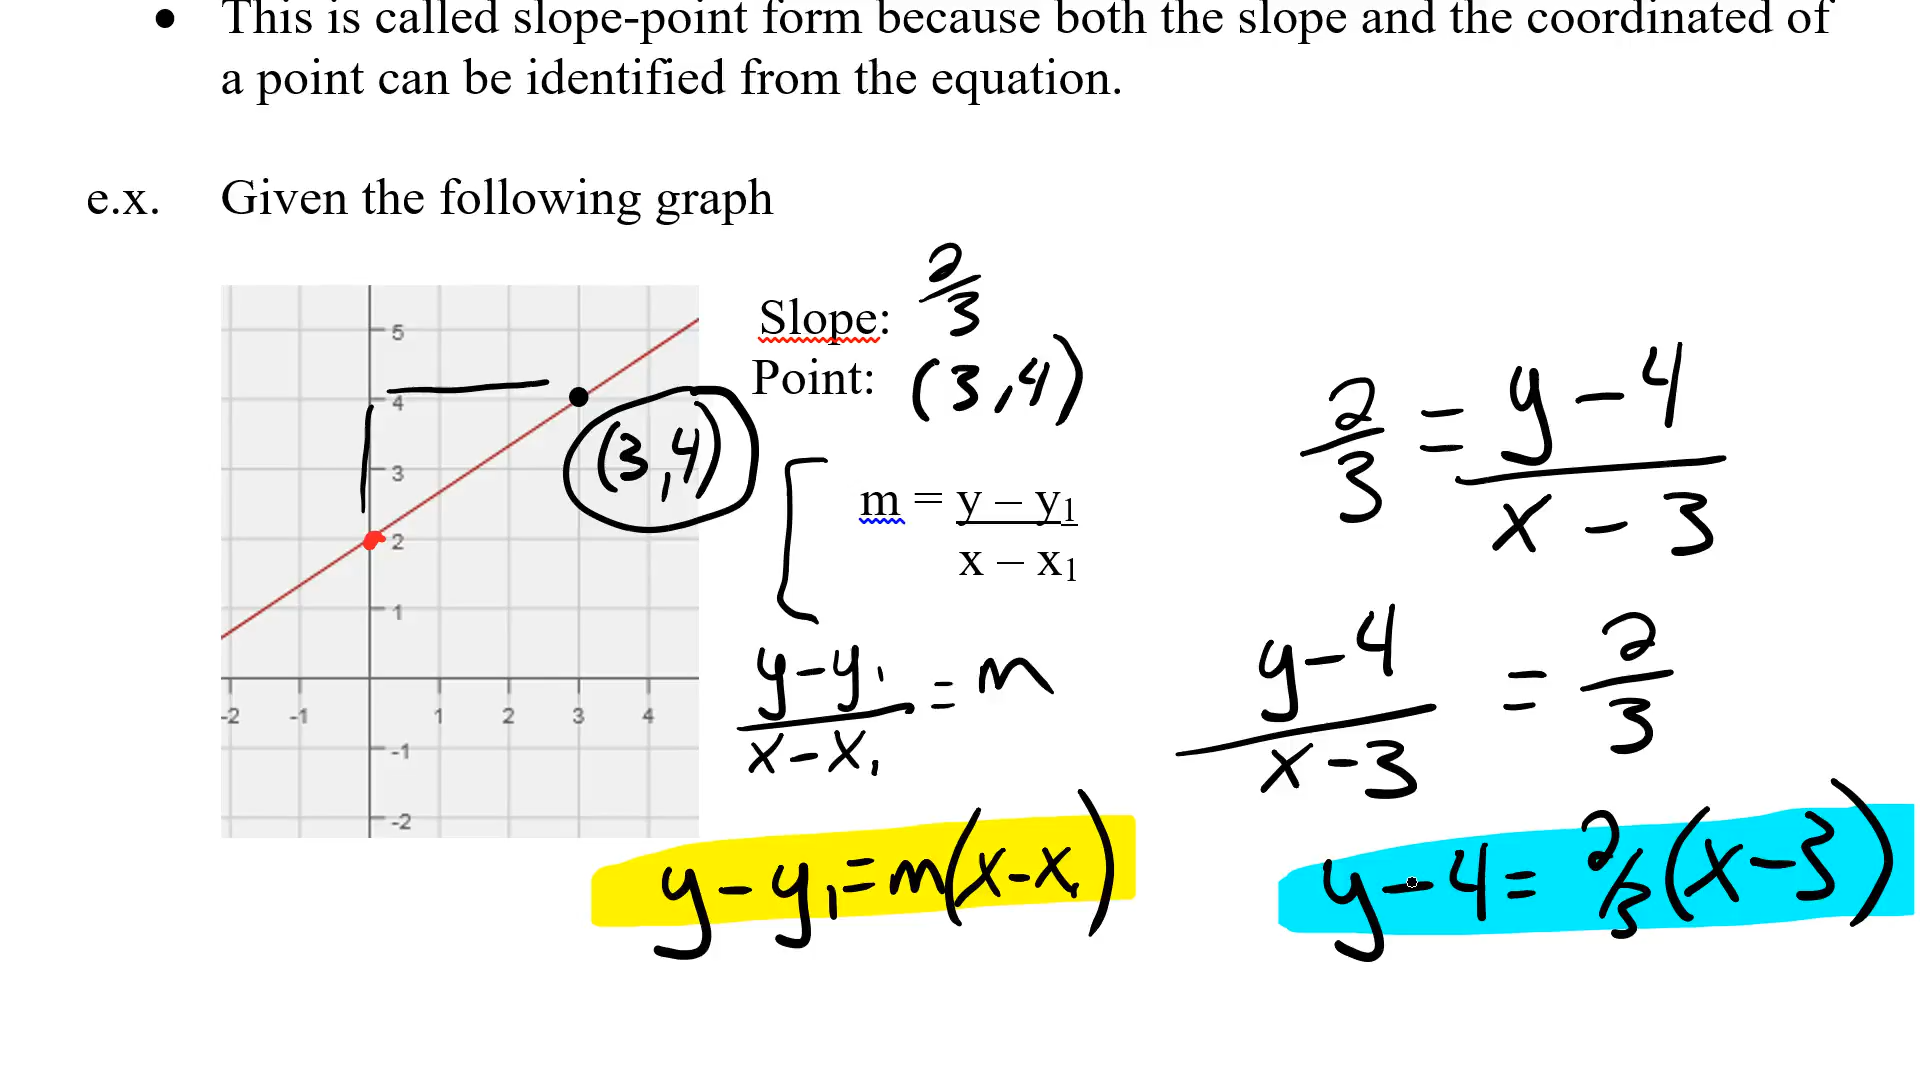 • This is called slope-point form because both the slope and the coordinated of
a point can be identified from the equation.
e.x. Given the following graph
5
4
3
2
1
-2 -1 1 2 3 4
-1
-2
(3,4)
Slope: 2/3
Point: (3,4)
m = y – y₁
x – x₁
y-y₁ = m
x-x₁
y-y₁=m(x-x₁)
2/3 = y-4
x-3
y-4 = 2/3
x-3
y-4=2/3(x-3)